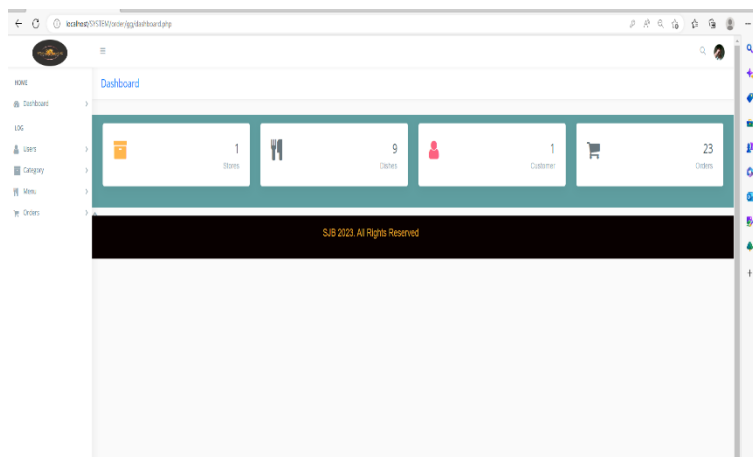 localhost/SYSTEM/order/jgg/dashboard.php
HOME
Dashboard
LOG
Users
Category
Menu
Orders
Dashboard
1
Stores
9
Dishes
1
Customer
23
Orders
SJB 2023. All Rights Reserved